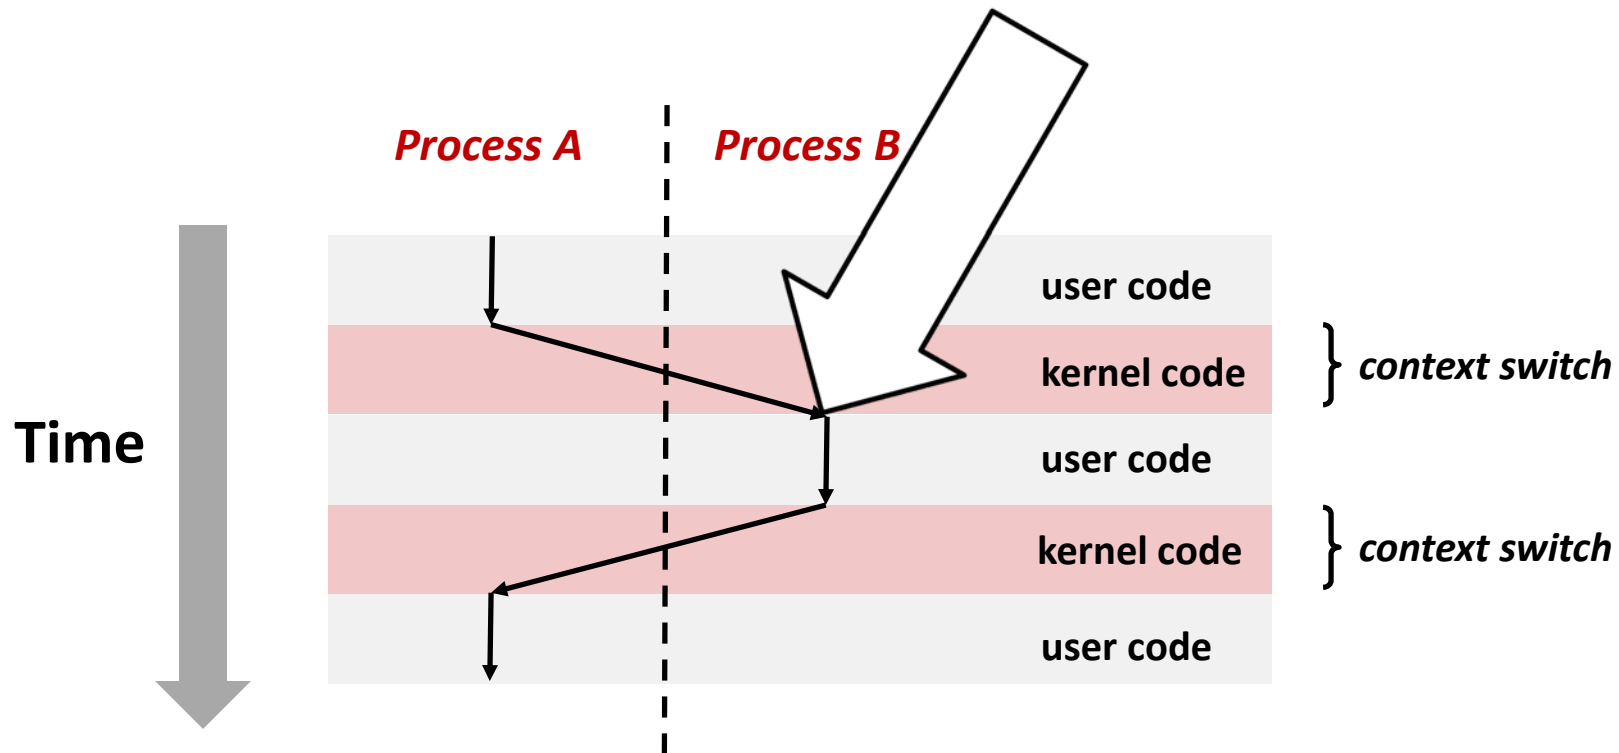 Process A
Process B
user code
kernel code
context switch
Time
user code
kernel code
context switch
user code